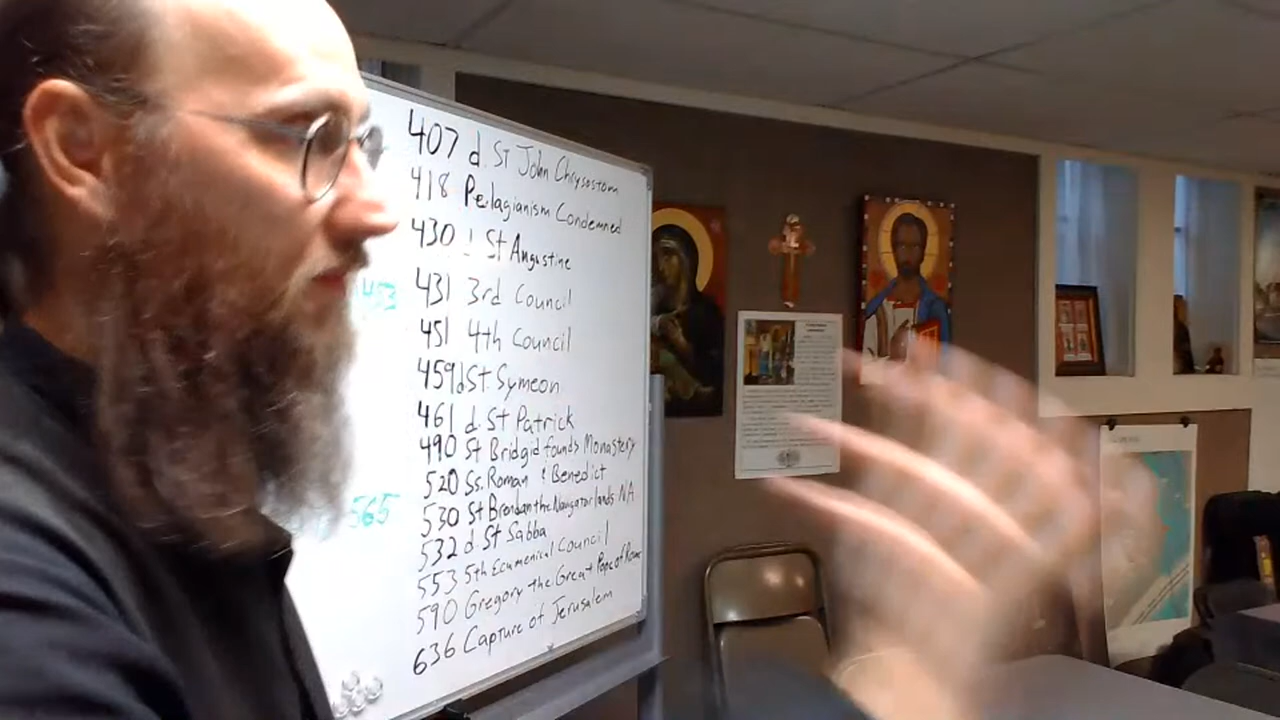 407 d. St John Chrysostom
418 Pelagianism Condemned
430 ! St Augustine
453
431 3rd Council
451 4th Council
459 d St. Symeon
461 d. St Patrick
490 St Bridgid founds Monastery
520 Ss. Roman & Benedict
565
530 St Brendan the Navigator lands NA
532 d. St Sabba
553 5th Ecumenical Council
590 Gregory the Great Pope of Rome
636 Capture of Jerusalem